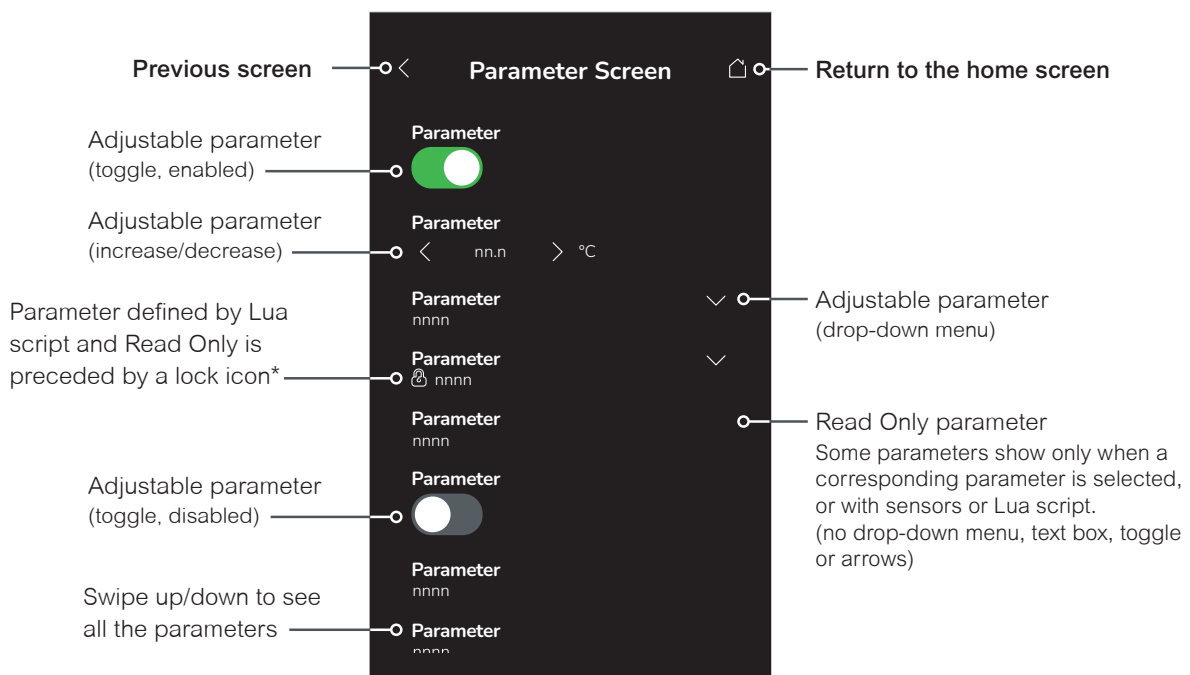 Previous screen
Parameter Screen
Return to the home screen
Adjustable parameter
(toggle, enabled)
Parameter
Adjustable parameter
(increase/decrease)
Parameter
nn.n °C
Parameter defined by Lua
script and Read Only is
preceded by a lock icon*
Parameter
nnnn
Adjustable parameter
(drop-down menu)
Parameter
nnnn
Parameter
nnnn
Read Only parameter
Some parameters show only when a
corresponding parameter is selected,
or with sensors or Lua script.
(no drop-down menu, text box, toggle
or arrows)
Adjustable parameter
(toggle, disabled)
Parameter
Parameter
nnnn
Swipe up/down to see
all the parameters
Parameter
nnnn